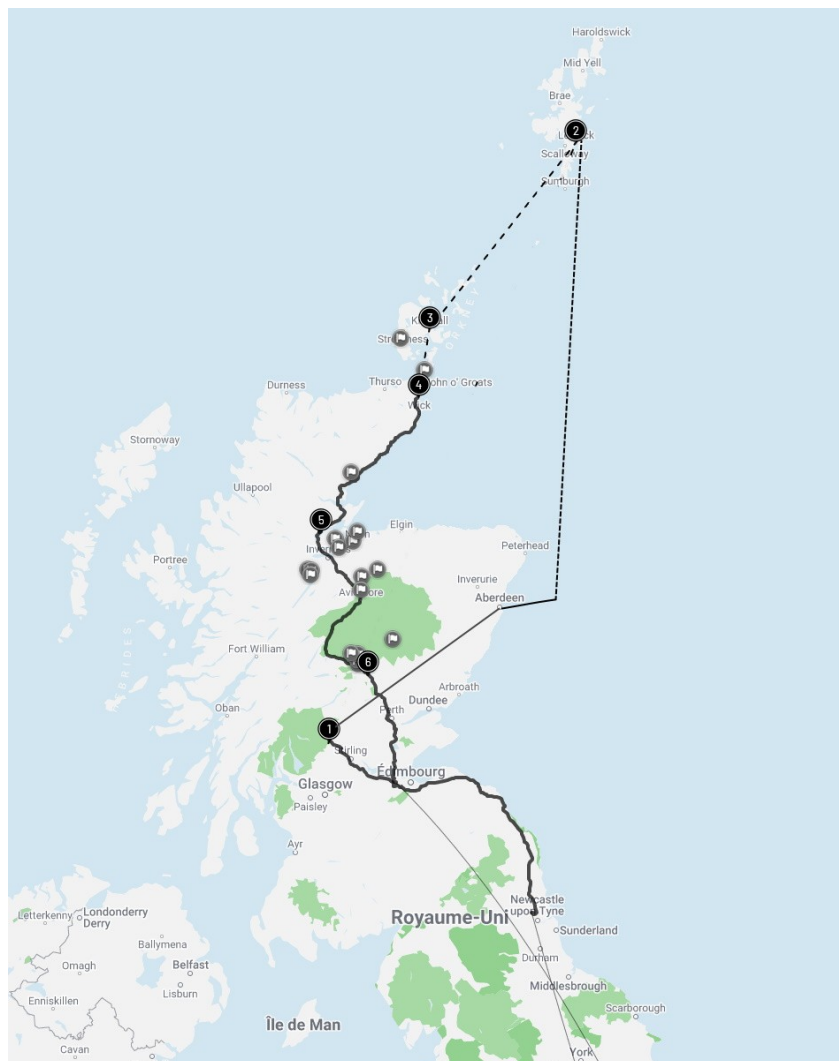 Haroldswick
Mid Yell
Brae
2
Scalloway
Sumburgh
3
ORKNEY
4
John o' Groats
Thurso
Wick
Durness
Stornoway
Ullapool
5
Elgin
Peterhead
Portree
Inverurie
Aberdeen
Fort William
6
Arbroath
Dundee
Perth
Oban
1
Stirling
Édimbourg
Glasgow
Paisley
Ayr
Royaume-Uni
Newcastle
upon Tyne
Sunderland
Durham
Middlesbrough
Scarborough
York
Letterkenny
Londonderry
Derry
Ballymena
Omagh
Belfast
Lisburn
Enniskillen
Île de Man
Cavan